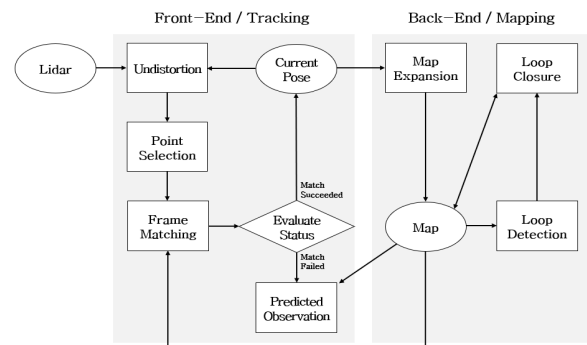 Front-End / Tracking
Back-End / Mapping
Lidar
Undistortion
Current
Pose
Map
Expansion
Loop
Closure
Point
Selection
Match
Succeeded
Frame
Matching
Evaluate
Status
Map
Loop
Detection
Match
Failed
Predicted
Observation